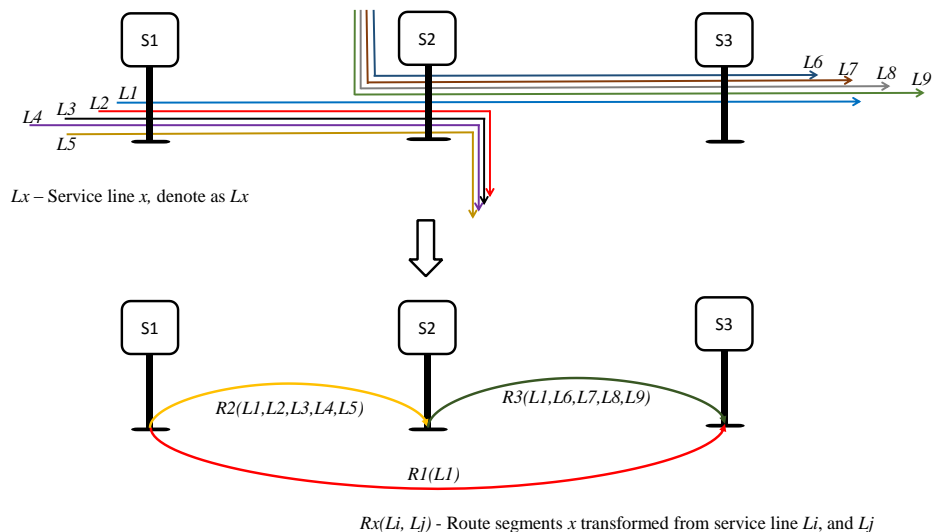 S1
S2
S3
L6
L7
L8
L9
L1
L2
L3
L4
L5
Lx – Service line x, denote as Lx
S1
S2
S3
R2(L1,L2,L3,L4,L5)
R3(L1,L6,L7,L8,L9)
R1(L1)
Rx(Li, Lj) - Route segments x transformed from service line Li, and Lj